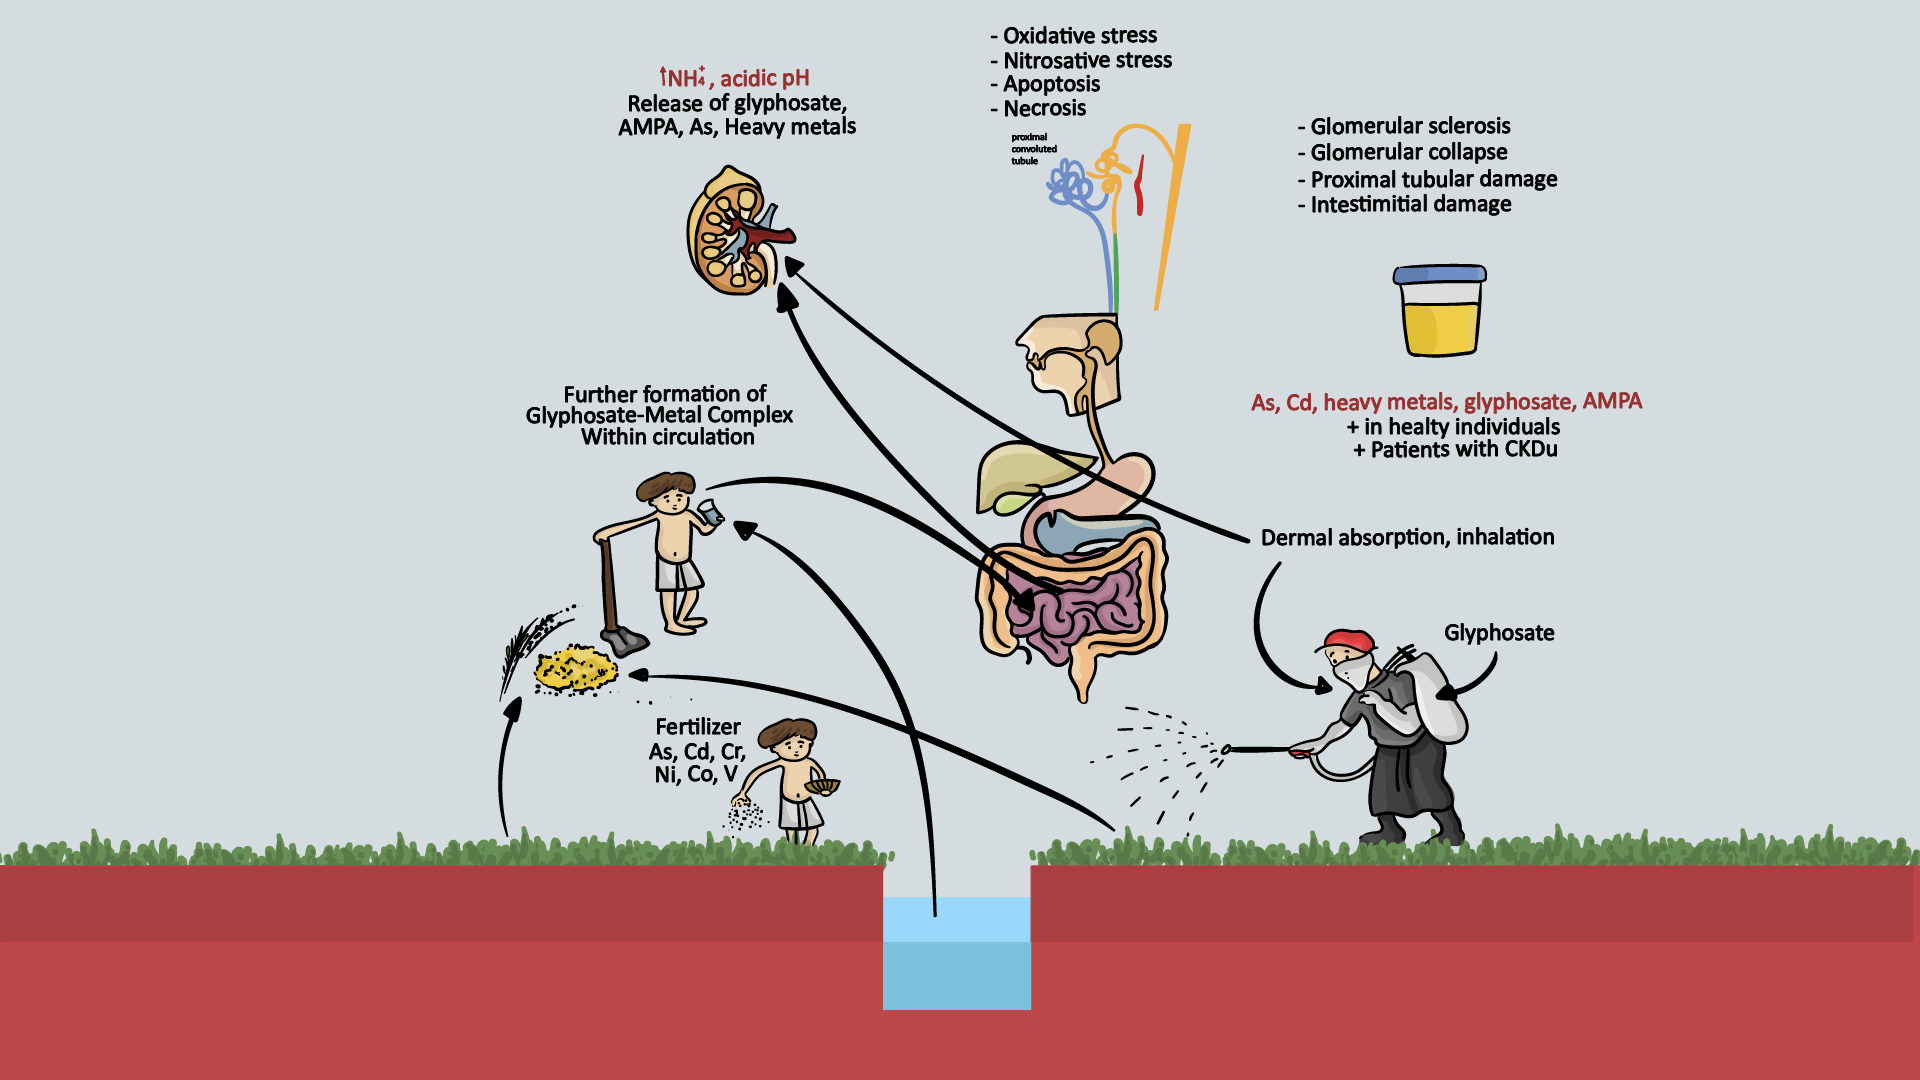 ↑NH₄⁺, acidic pH
Release of glyphosate,
AMPA, As, Heavy metals
- Oxidative stress
- Nitrosative stress
- Apoptosis
- Necrosis
proximal
convoluted
tubule
- Glomerular sclerosis
- Glomerular collapse
- Proximal tubular damage
- Intestimitial damage
Further formation of
Glyphosate-Metal Complex
Within circulation
As, Cd, heavy metals, glyphosate, AMPA
+ in healty individuals
+ Patients with CKDu
Dermal absorption, inhalation
Glyphosate
Fertilizer
As, Cd, Cr,
Ni, Co, V